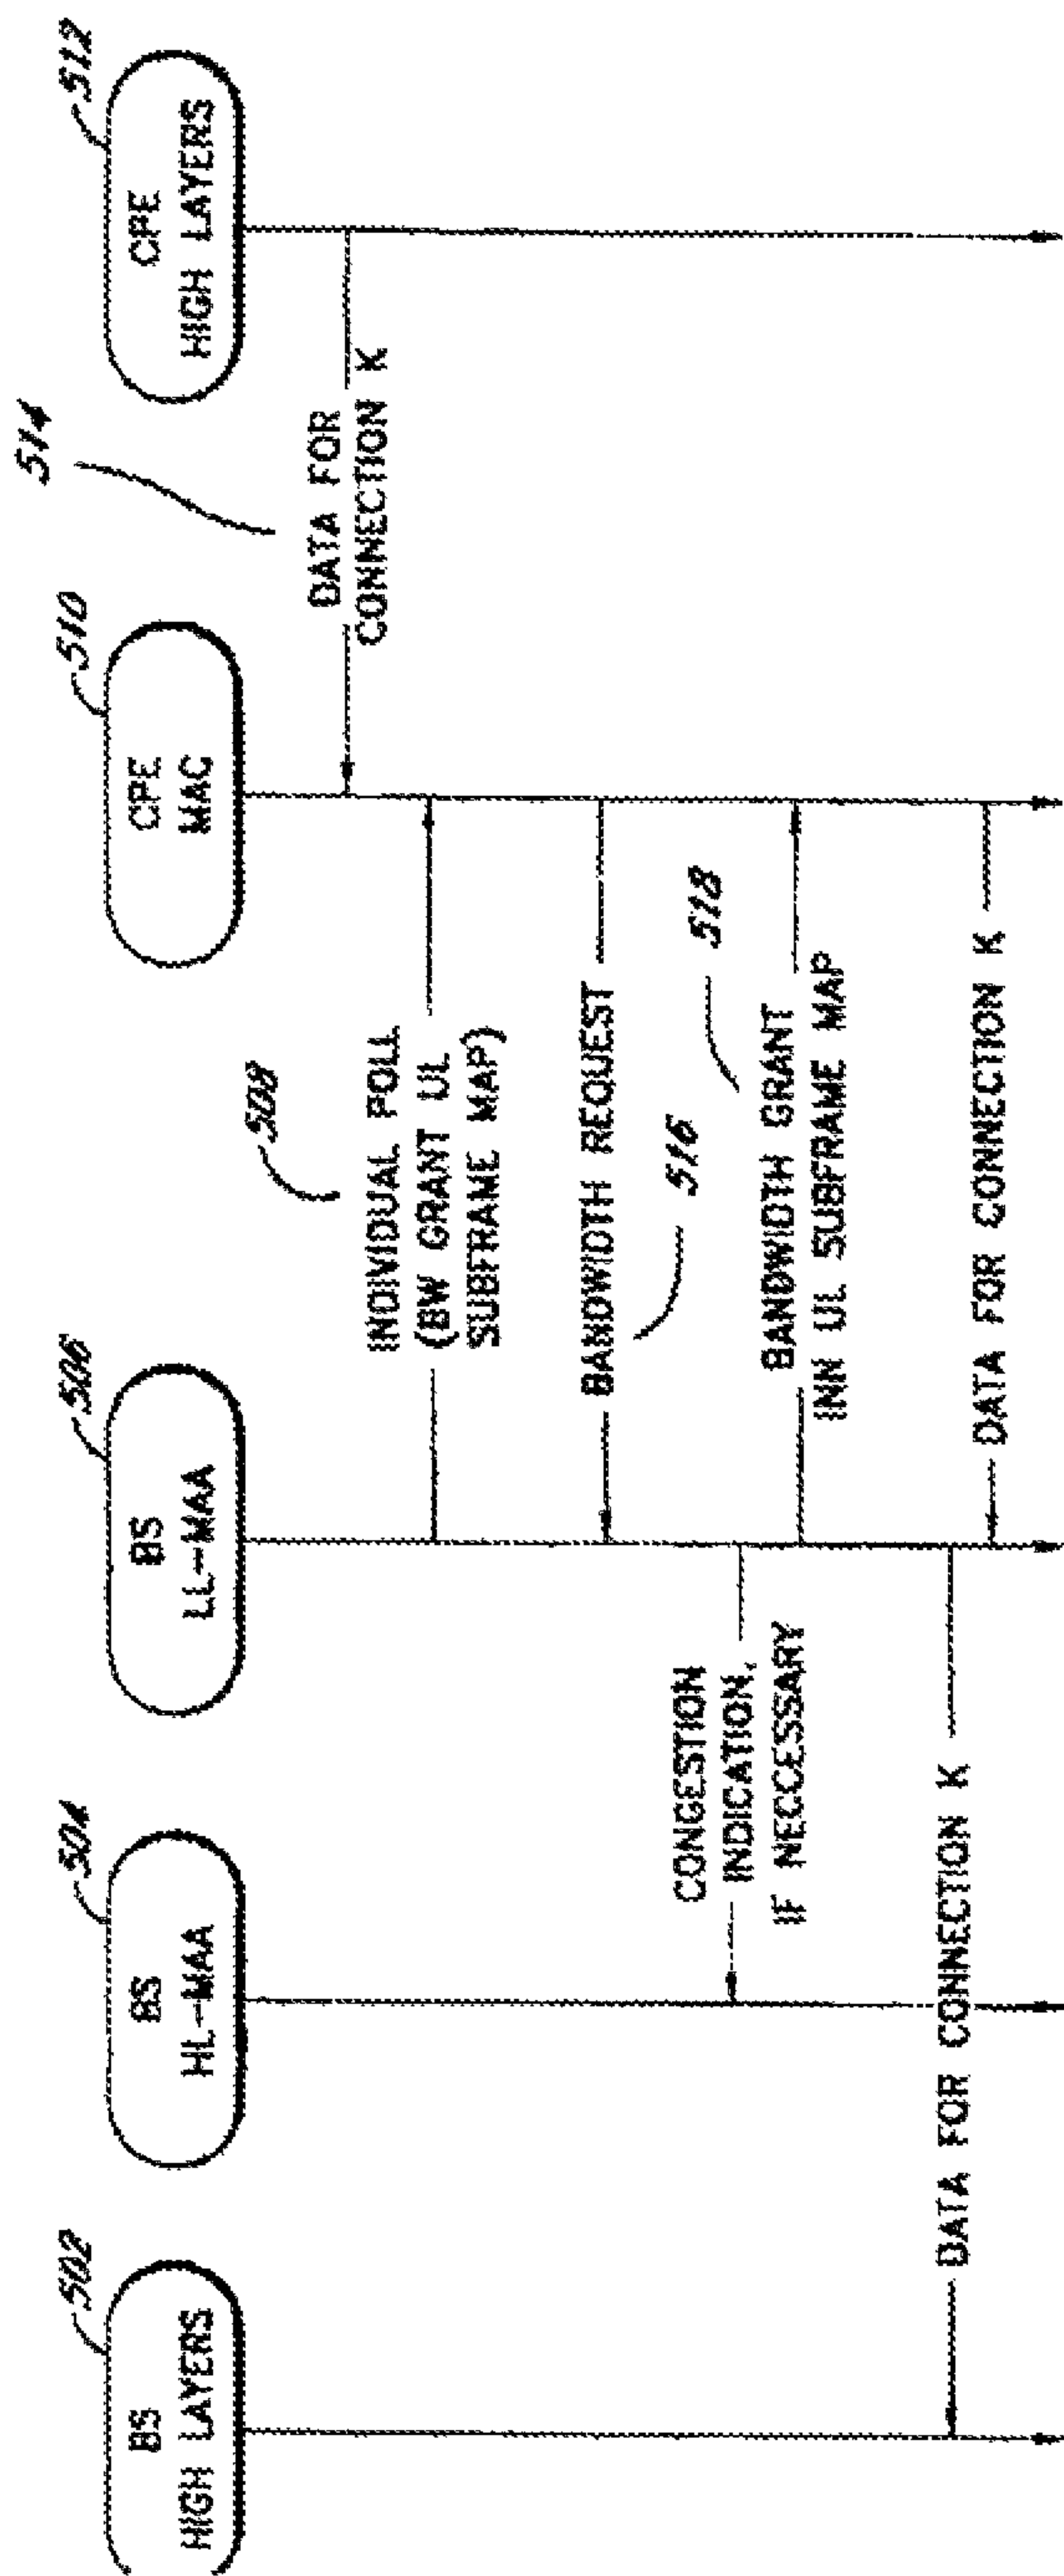 502
BS
HIGH LAYERS
504
BS
HL-MAA
506
BS
LL-MAA
510
CPE
MAC
512
CPE
HIGH LAYERS
514
DATA FOR
CONNECTION K
508
INDIVIDUAL POLL
(BW GRANT UL
SUBFRAME MAP)
BANDWIDTH REQUEST
516
518
CONGESTION
INDICATION,
IF NECCESSARY
BANDWIDTH GRANT
INN UL SUBFRAME MAP
DATA FOR CONNECTION K
DATA FOR CONNECTION K